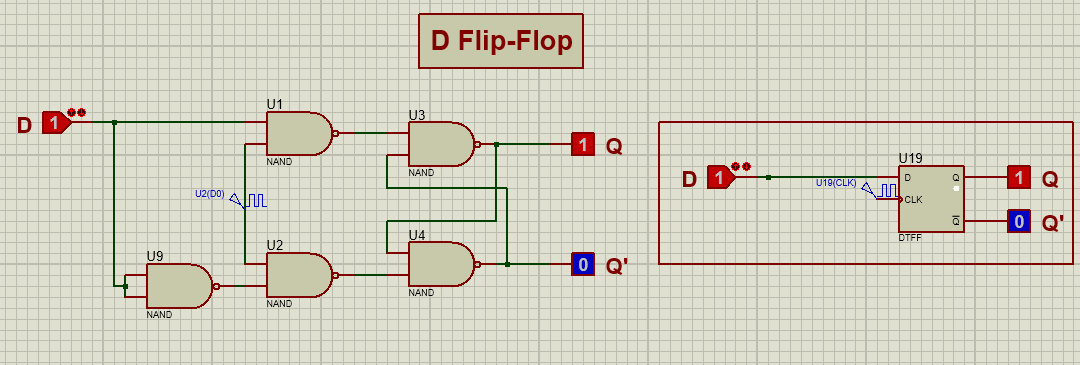 D Flip-Flop
D 1
U1
NAND
U3
NAND
1 Q
U2(D0)
U9
NAND
U2
NAND
U4
NAND
0 Q'
D 1
U19(CLK)
U19
D Q
CLK
Q
DTFF
1 Q
0 Q'